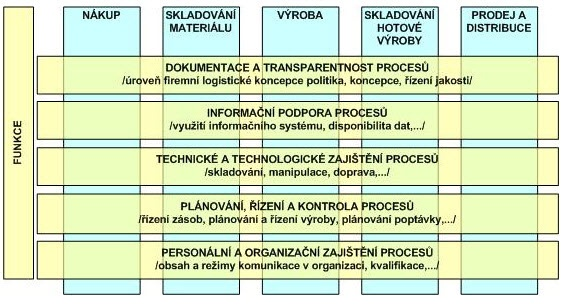 NÁKUP
SKLADOVÁNÍ
MATERIÁLU
VÝROBA
SKLADOVÁNÍ
HOTOVÉ
VÝROBY
PRODEJ A
DISTRIBUCE
FUNKCE
DOKUMENTACE A TRANSPARENTNOST PROCESŮ
/úroveň firemní logistické koncepce politika, koncepce, řízení jakosti/
INFORMAČNÍ PODPORA PROCESŮ
/využití informačního systému, disponibilita dat,.../
TECHNICKÉ A TECHNOLOGICKÉ ZAJIŠTĚNÍ PROCESŮ
/skladování, manipulace, doprava,.../
PLÁNOVÁNÍ, ŘÍZENÍ A KONTROLA PROCESŮ
/řízení zásob, plánování a řízení výroby, plánování poptávky,.../
PERSONÁLNÍ A ORGANIZAČNÍ ZAJIŠTĚNÍ PROCESŮ
/obsah a režimy komunikace v organizaci, kvalifikace,.../